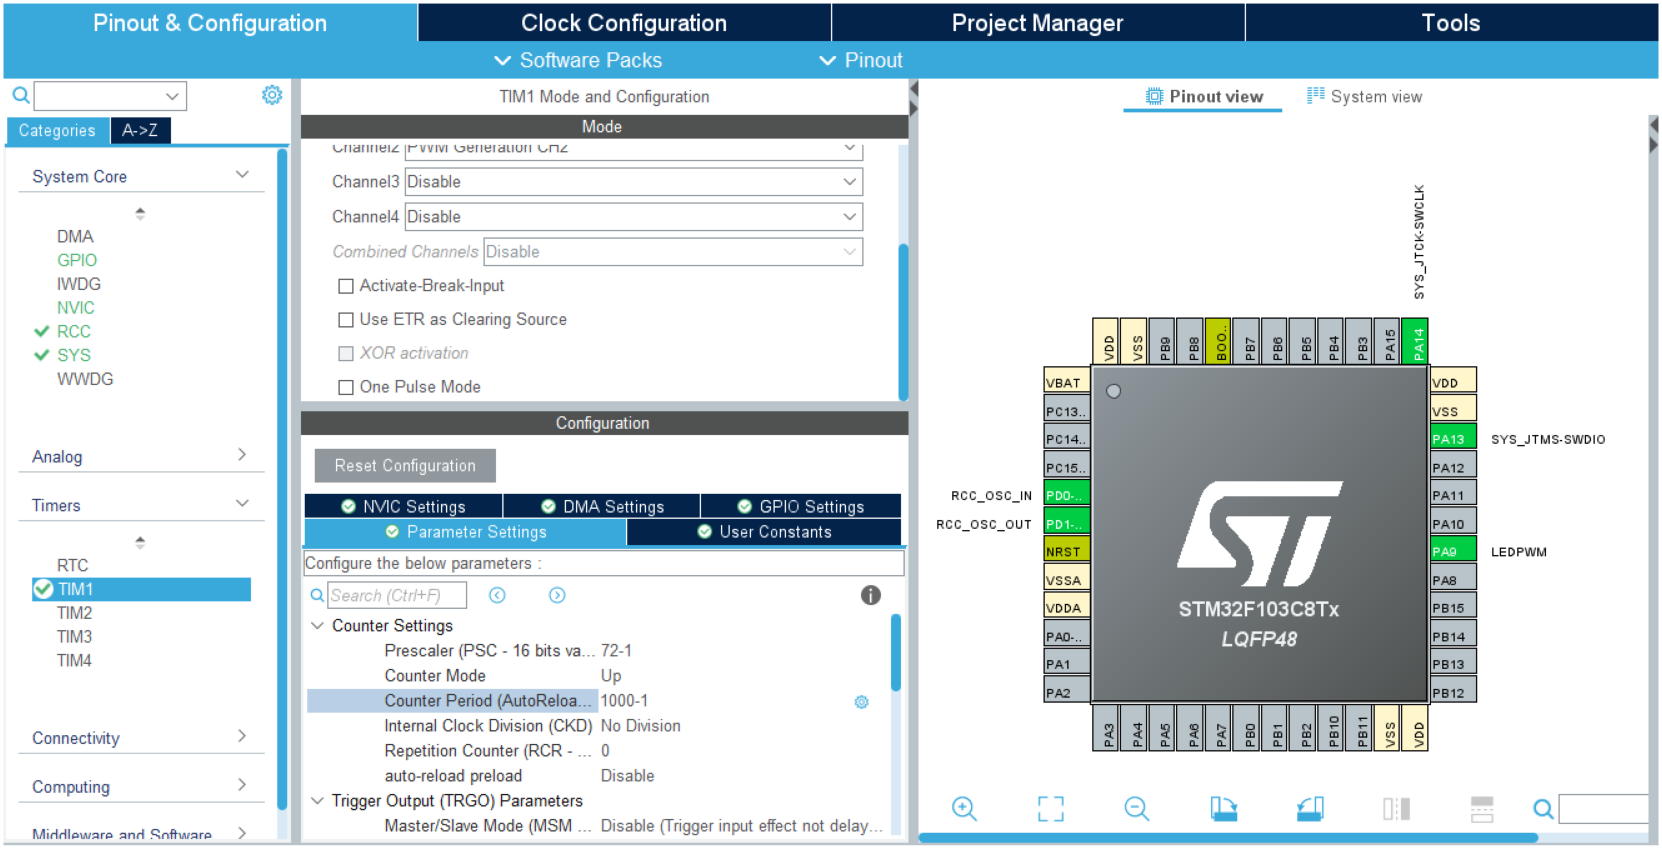 Pinout & Configuration
Clock Configuration
Project Manager
Tools
Software Packs
Pinout
Categories
A->Z
System Core
DMA
GPIO
IWDG
NVIC
RCC
SYS
WWDG
Analog
Timers
RTC
TIM1
TIM2
TIM3
TIM4
Connectivity
Computing
Middleware and Software
TIM1 Mode and Configuration
Mode
Channel2 PWM Generation CH2
Channel3 Disable
Channel4 Disable
Combined Channels Disable
Activate-Break-Input
Use ETR as Clearing Source
XOR activation
One Pulse Mode
Configuration
Reset Configuration
NVIC Settings
DMA Settings
GPIO Settings
Parameter Settings
User Constants
Configure the below parameters :
Search (Ctrl+F)
Counter Settings
Prescaler (PSC - 16 bits va... 72-1
Counter Mode Up
Counter Period (AutoReloa... 1000-1
Internal Clock Division (CKD) No Division
Repetition Counter (RCR - ... 0
auto-reload preload Disable
Trigger Output (TRGO) Parameters
Master/Slave Mode (MSM ... Disable (Trigger input effect not delay...
Pinout view
System view
SYS_JTCK-SWCLK
VDD
VSS
PB9
PB8
BOO..
PB7
PB6
PB5
PB4
PB3
PA15
PA14
VBAT
PC13..
PC14..
PC15..
RCC_OSC_IN PD0-..
RCC_OSC_OUT PD1-..
NRST
VSSA
VDDA
PA0-..
PA1
PA2
STM32F103C8Tx
LQFP48
VDD
VSS
PA13 SYS_JTMS-SWDIO
PA12
PA11
PA10
PA9 LEDPWM
PA8
PB15
PB14
PB13
PB12
PA3
PA4
PA5
PA6
PA7
PB0
PB1
PB2
PB10
PB11
VSS
VDD